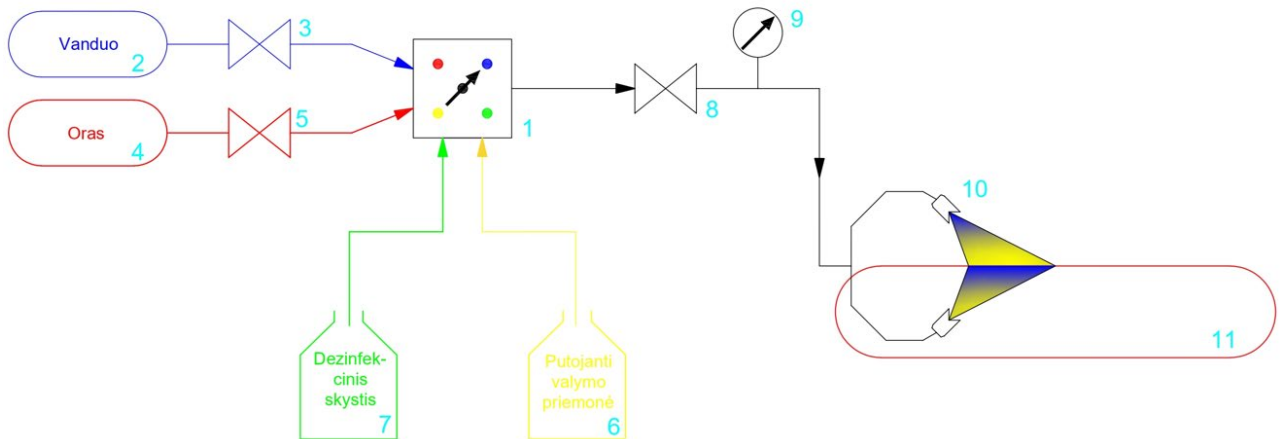 Vanduo
2
3
Oras
4
5
1
8
9
10
11
Dezinfek-
cinis
skystis
7
Putojanti
valymo
priemonė
6